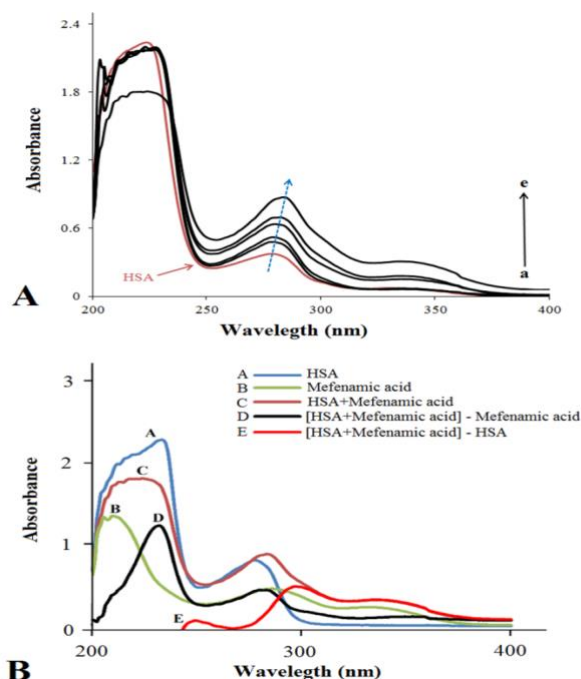 2.4
1.8
1.2
0.6
0
Absorbance
HSA
e
a
200 250 300 350 400
Wavelegth (nm)
A
A HSA
B Mefenamic acid
C HSA+Mefenamic acid
D [HSA+Mefenamic acid] - Mefenamic acid
E [HSA+Mefenamic acid] - HSA
3
2
1
0
Absorbance
A
C
B
D
E
200 300 400
Wavelegth (nm)
B